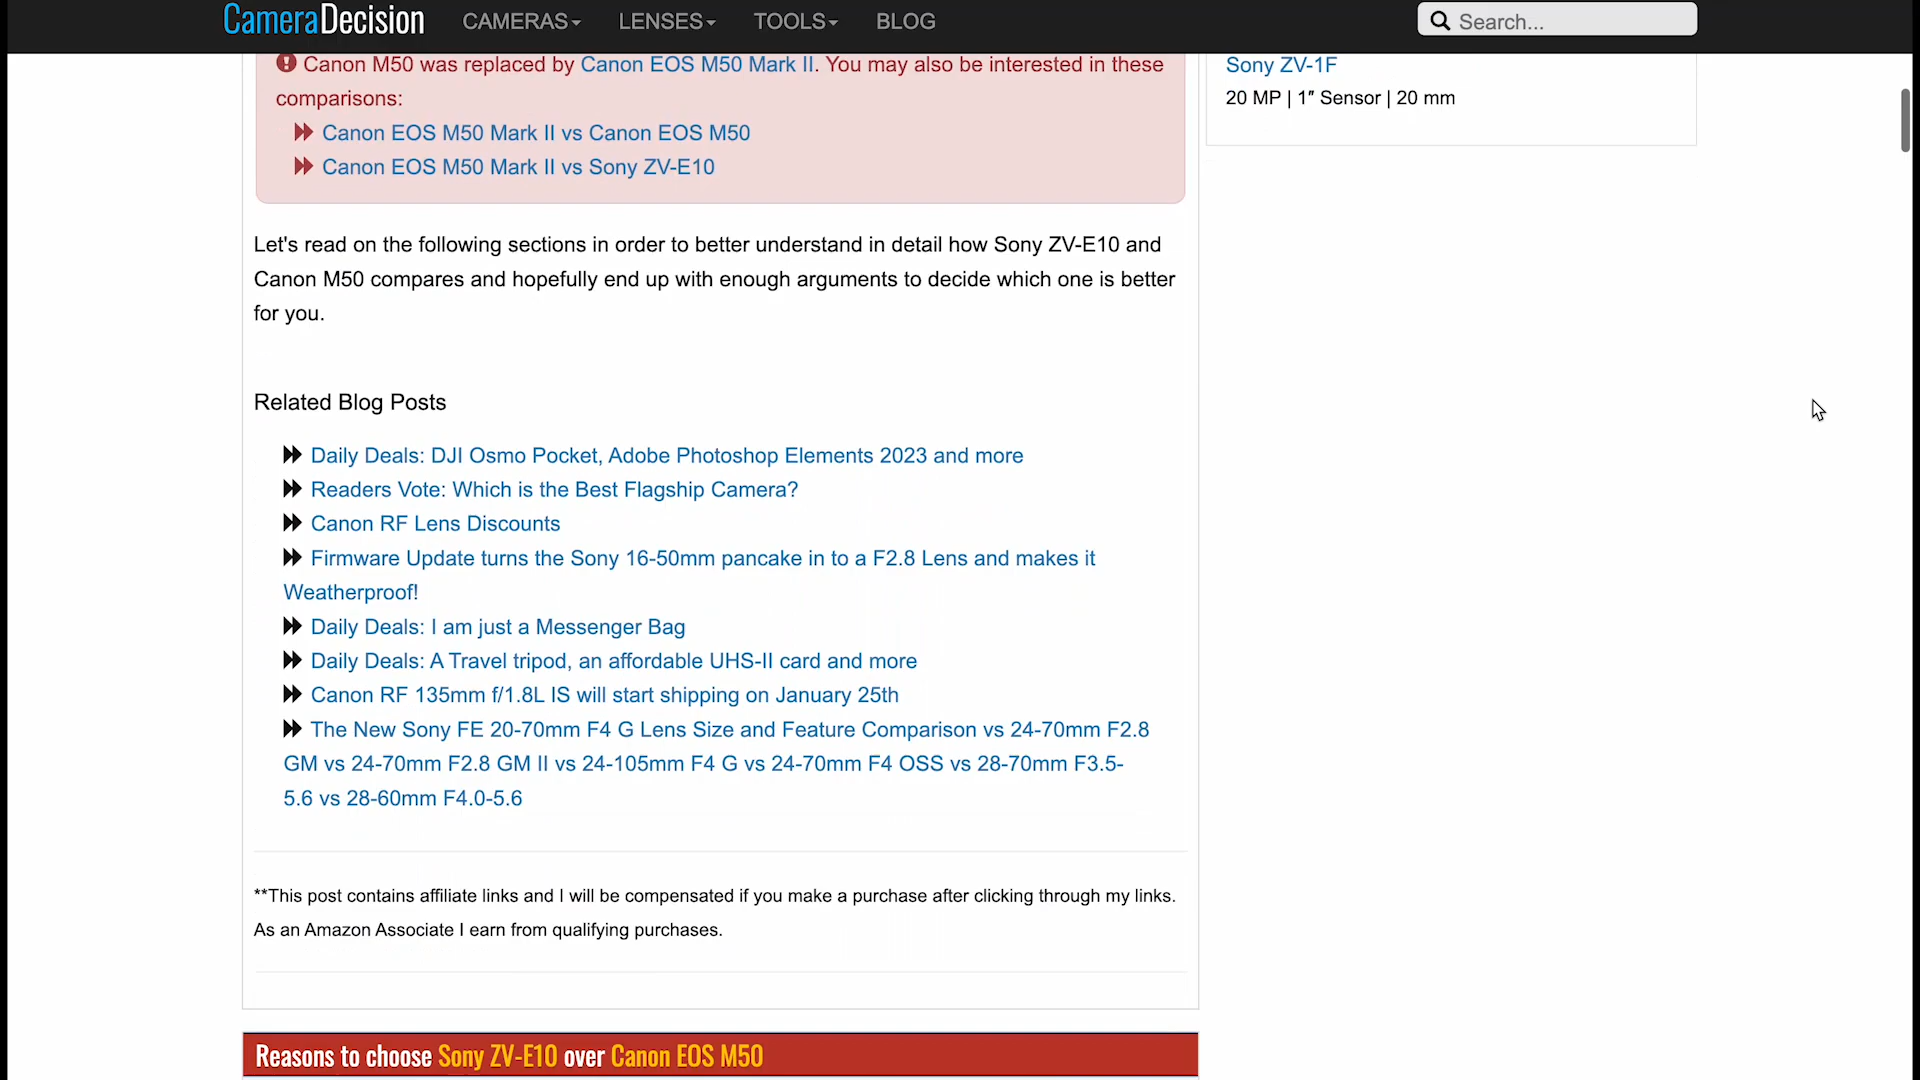 CameraDecision CAMERAS LENSES TOOLS BLOG Search...
Canon M50 was replaced by Canon EOS M50 Mark II. You may also be interested in these
comparisons:
Canon EOS M50 Mark II vs Canon EOS M50
Canon EOS M50 Mark II vs Sony ZV-E10
Let's read on the following sections in order to better understand in detail how Sony ZV-E10 and
Canon M50 compares and hopefully end up with enough arguments to decide which one is better
for you.
Related Blog Posts
Daily Deals: DJI Osmo Pocket, Adobe Photoshop Elements 2023 and more
Readers Vote: Which is the Best Flagship Camera?
Canon RF Lens Discounts
Firmware Update turns the Sony 16-50mm pancake in to a F2.8 Lens and makes it
Weatherproof!
Daily Deals: I am just a Messenger Bag
Daily Deals: A Travel tripod, an affordable UHS-II card and more
Canon RF 135mm f/1.8L IS will start shipping on January 25th
The New Sony FE 20-70mm F4 G Lens Size and Feature Comparison vs 24-70mm F2.8
GM vs 24-70mm F2.8 GM II vs 24-105mm F4 G vs 24-70mm F4 OSS vs 28-70mm F3.5-
5.6 vs 28-60mm F4.0-5.6
**This post contains affiliate links and I will be compensated if you make a purchase after clicking through my links.
As an Amazon Associate I earn from qualifying purchases.
Reasons to choose Sony ZV-E10 over Canon EOS M50
Sony ZV-1F
20 MP | 1″ Sensor | 20 mm